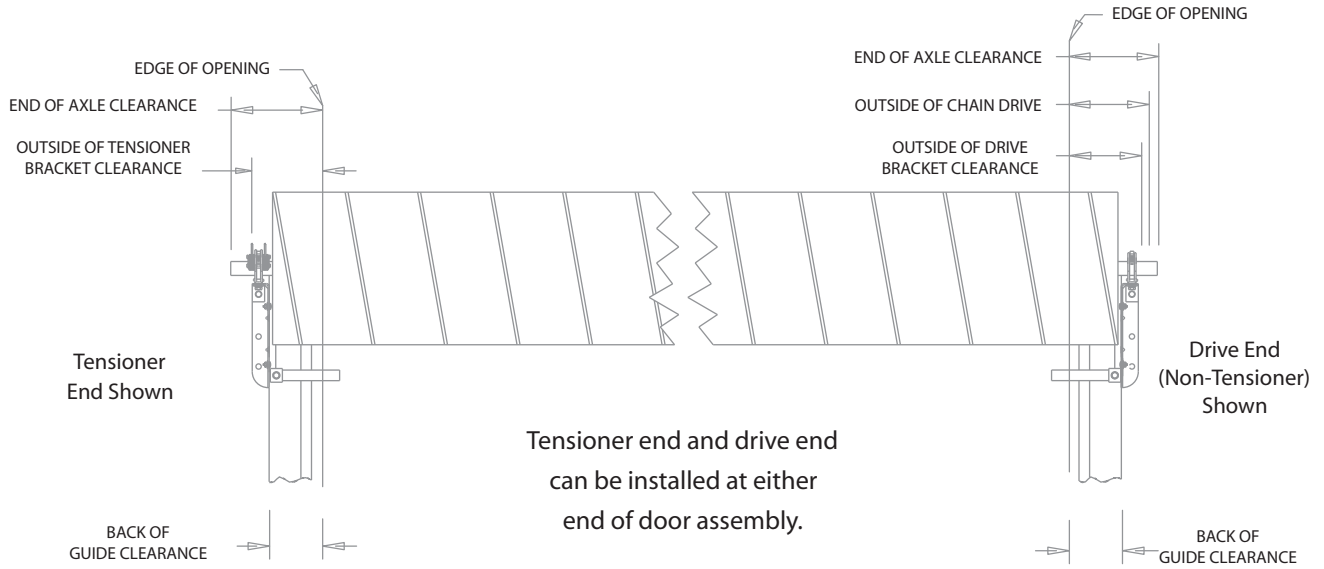 EDGE OF OPENING
END OF AXLE CLEARANCE
OUTSIDE OF TENSIONER
BRACKET CLEARANCE
EDGE OF OPENING
END OF AXLE CLEARANCE
OUTSIDE OF CHAIN DRIVE
OUTSIDE OF DRIVE
BRACKET CLEARANCE
Tensioner
End Shown
Drive End
(Non-Tensioner)
Shown
Tensioner end and drive end
can be installed at either
end of door assembly.
BACK OF
GUIDE CLEARANCE
BACK OF
GUIDE CLEARANCE